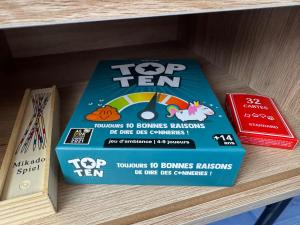 TOP
TEN
TOUJOURS 10 BONNES RAISONS
DE DIRE DES C★NNERIES !
+14
ans
TOP
TEN
TOUJOURS 10 BONNES RAISONS
DE DIRE DES C★NNERIES !
jeu d'ambiance | 4-9 joueurs
Mikado
Spiel
32
CARTES
STANDARD